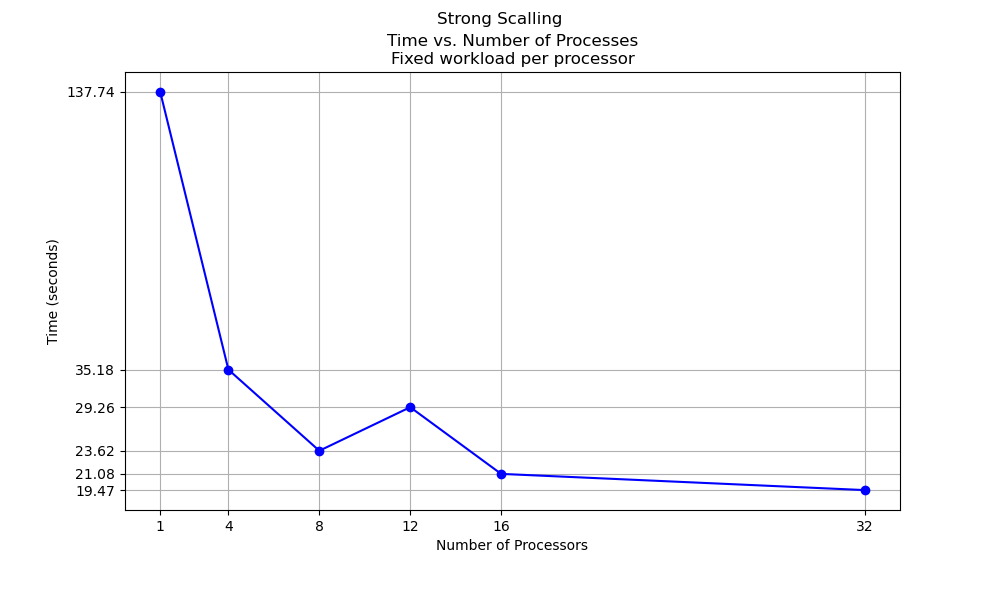 Strong Scalling
Time vs. Number of Processes
Fixed workload per processor
137.74
35.18
29.26
23.62
21.08
19.47
Time (seconds)
1 4 8 12 16 32
Number of Processors